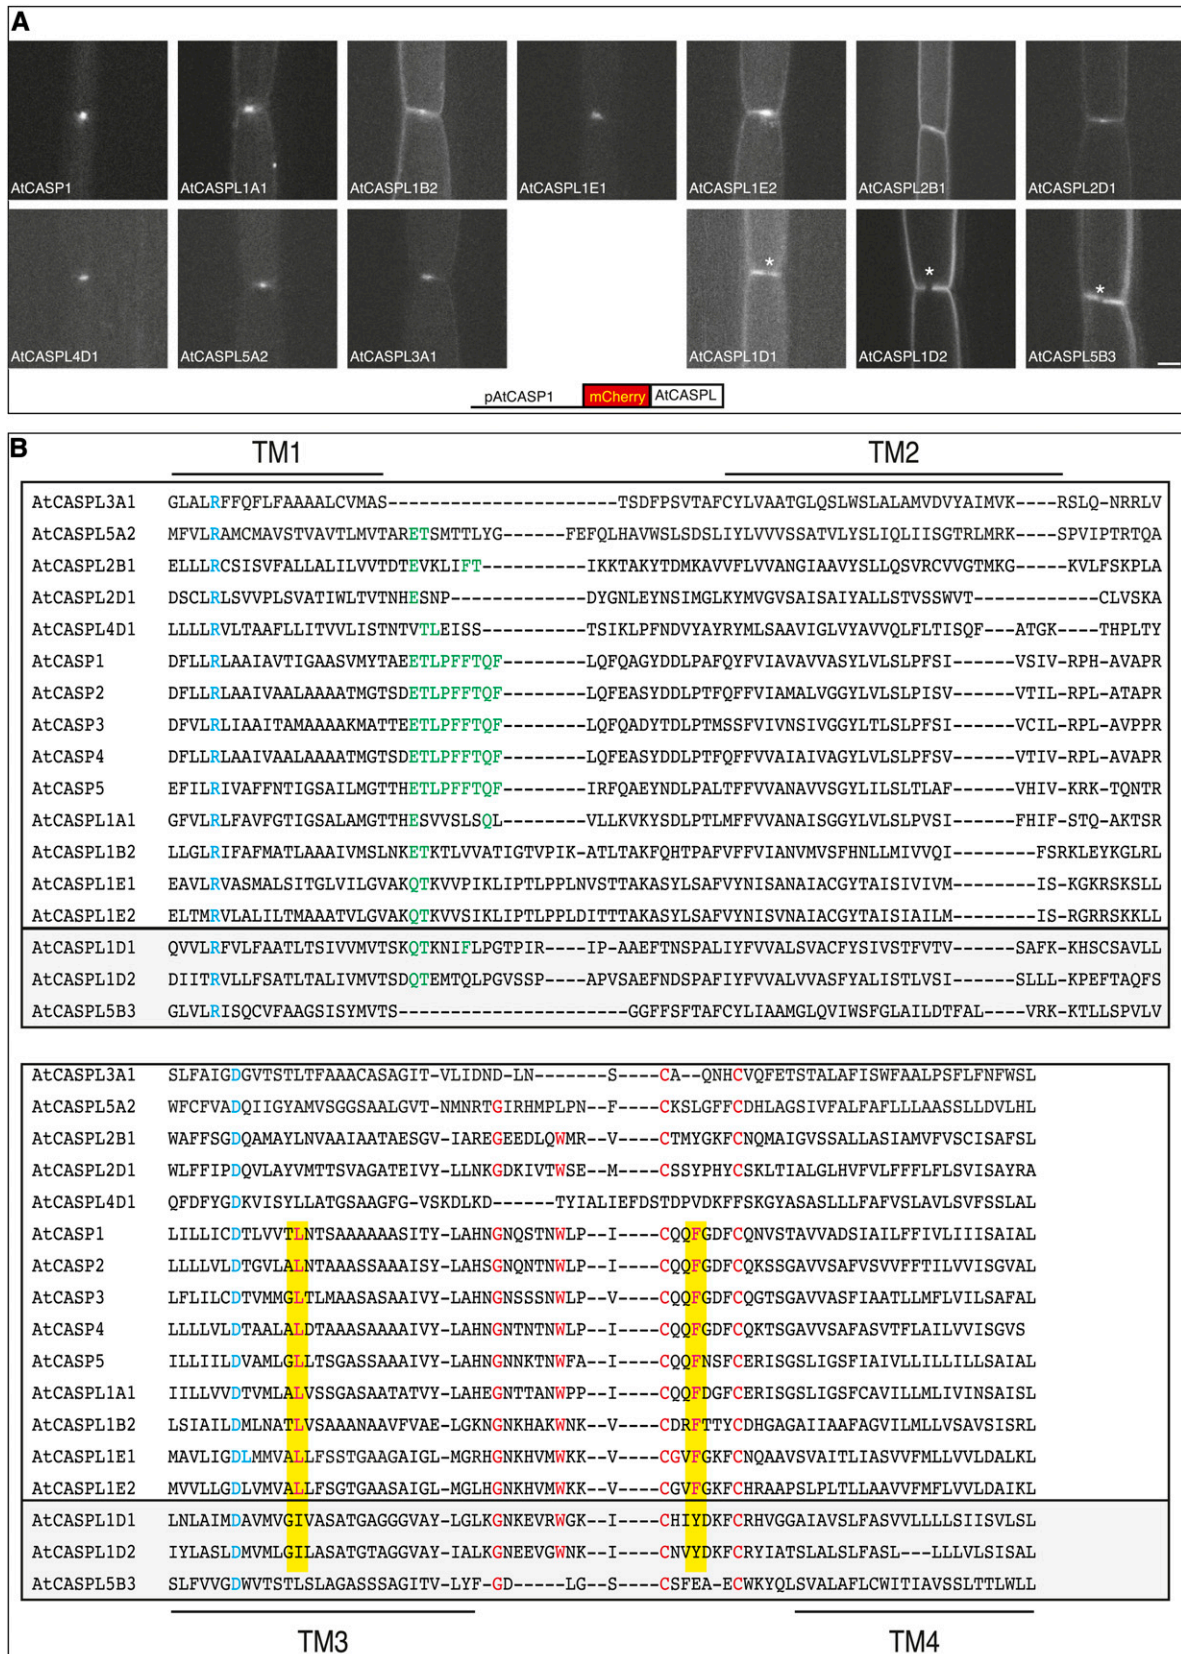 A
AtCASP1 AtCASPL1A1 AtCASPL1B2 AtCASPL1E1 AtCASPL1E2 AtCASPL2B1 AtCASPL2D1
* * *
AtCASPL4D1 AtCASPL5A2 AtCASPL3A1 AtCASPL1D1 AtCASPL1D2 AtCASPL5B3
pAtCASP1 mCherry AtCASPL
B
TM1 TM2
AtCASPL3A1 GLALRFFQFLFAAAALCVMAS-----------------------TSDFPSVTAFCYLVAATGLQSLWSLALAMVDVYAIMVK----RSLQ-NRRLV
AtCASPL5A2 MFVLRAMCMAVSTVAVTLMVTARETSMTTLYG-------FEFQLHAVWSLSDSLIYLVVVSSATVLYSLIQLIISGTRLMRK----SPVIPTRTQA
AtCASPL2B1 ELLLRCSISVFALLALILVVTDTEVKLIFT--------IKKTAKYTDMKAVVFLVVANGIAAVYSLLQSVRCVVGTMKG------KVLFSKPLA
AtCASPL2D1 DSCLRLSVVPLSVATIWLTVTNHESNP-------------DYGNLEYNSIMGLKYMVGVSAISAIYALLSTVSSWVT------------CLVSKA
AtCASPL4D1 LLLLRVLTAAFLLITVVLISTNTVTLEISS----------TSIKLPFNDVYAYRYMLSAAVIGLVYAVVQLFLTISQF---ATGK---THPLTY
AtCASP1 DFLLRLAAIAVTIGAASVMYTAEETLPFFTQF--------LQFQAGYDDLPAFQYFVIAVAVVASYLVLSLPFSI------VSIV-RPH-AVAPR
AtCASP2 DFLLRLAAIVAALAAAATMGTSDETLPFFTQF--------LQFEASYDDLPTFQFFVIAMALVGGYLVLSLPISV------VTIL-RPL-ATAPR
AtCASP3 DFVLRLIAAITAMAAAAKMATTEETLPFFTQF--------LQFQADYTDLPTMSSFVIVNSIVGGYLTLSLPFSI------VCIL-RPL-AVPPR
AtCASP4 DFLLRLAAIVAALAAAATMGTSDETLPFFTQF--------LQFEASYDDLPTFQFFVVAIAIVAGYLVLSLPFSV------VTIV-RPL-AVAPR
AtCASP5 EFILRIVAFFNTIGSAILMGTTHETLPFFTQF--------IRFQAEYNDLPALTFFVVANAVVSGYLILSLTLAF------VHIV-KRK-TQNTR
AtCASPL1A1 GFVLRLFAVFGTIGSALAMGTTHESVVSLSQL--------VLLKVKYSDLPTLMFFVVANAISGGYLVLSLPVSI------FHIF-STQ-AKTSR
AtCASPL1B2 LLGLRIFAFMATLAAAIVMSLNKETKTLVVATIGTVPIK-ATLTAKFQHTPAFVFFVIANVMVSFHNLLMIVVQI--------FSRKLEYKGLRL
AtCASPL1E1 EAVLRVASMALSITGLVILGVAKQTKVVPIKLIPTLPPLNVSTTAKASYLSAFVYNISANAIACGYTAISIVIVM--------IS-KGKRSKSLL
AtCASPL1E2 ELTMRVLALILTMAAATVLGVAKQTKVVSIKLIPTLPPLDITTTAKASYLSAFVYNISVNAIACGYTAISIAILM--------IS-RGRRSKKLL
AtCASPL1D1 QVVLRFVLFAATLTSIVVMVTSKQTKNIFLPGTPIR----IP-AAEFTNSPALIYFVVALSVACFYSIVSTFVTV------SAFK-KHSCSAVLL
AtCASPL1D2 DIITRVLLFSATLTALIVMVTSDQTEMTQLPGVSSP----APVSAEFNDSPAFIYFVVALVVASFYALISTLVSI------SLLL-KPEFTAQFS
AtCASPL5B3 GLVLRISQCVFAAGSISYMVTS----------------------GGFFSFTAFCYLIAAMGLQVIWSFGLAILDTFAL----VRK-KTLLSPVLV
AtCASPL3A1 SLFAIGDGVTSTLTFAAACASAGIT-VLIDND-LN-------S----CA--QNHCVQFETSTALAFISWFAALPSFLFNFWSL
AtCASPL5A2 WFCFVADQIIGYAMVSGGSAALGVT-NMNRTGIRHMPLPN--F----CKSLGFFCDHLAGSIVFALFAFLLLAASSLLDVLHL
AtCASPL2B1 WAFFSGDQAMAYLNVAAIAATAESGV-IAREGEEDLQWMR--V----CTMYGKFCNQMAIGVSSALLASIAMVFVSCISAFSL
AtCASPL2D1 WLFFIPDQVLAYVMTTSVAGATEIVY-LLNKGDKIVTWSE--M----CSSYPHYCSKLTIALGLHVFVLFFFLFLSVISAYRA
AtCASPL4D1 QFDFYGDKVISYLLATGSAAGFG-VSKDLKD------TYIALIEFDSTDPVDKFFSKGYASASLLLFAFVSLAVLSVFSSLAL
AtCASP1 LILLICDTLVVTLNTSAAAAAASITY-LAHNGNQSTNWLP--I----CQQFGDFCQNVSTAVVADSIAILFFIVLIIISAIAL
AtCASP2 LLLLVLDTGVLALNTAAASSAAAISY-LAHSGNQNTNWLP--I----CQQFGDFCQKSSGAVVSAFVSVVFFTILVVISGVAL
AtCASP3 LFLILCDTVMMGLTLMAASASAAIVY-LAHNGNSSSNWLP--V----CQQFGDFCQGTSGAVVASFIAATLLMFLVILSAFAL
AtCASP4 LLLLVLDTAALALDTAAASAAAAIVY-LAHNGNTNTNWLP--I----CQQFGDFCQKTSGAVVSAFASVTFLAILVVISGVS
AtCASP5 ILLIILDVAMLGLLTSGASSAAAIVY-LAHNGNNKTNWFA--I----CQQFNSFCERISGSLIGSFIAIVLLILLILLSAIAL
AtCASPL1A1 IILLVVDTVMLALVSSGASAATATVY-LAHEGNTTANWPP--I----CQQFDGFCERISGSLIGSFCAVILLMLIVINSAISL
AtCASPL1B2 LSIAILDMLNATLVSAAANAAVFVAE-LGKNGNKHAKWNK--V----CDRFTTYCDHGAGAIIAAFAGVILMLLVSAVSISRL
AtCASPL1E1 MAVLIGDLMMVALLFSSTGAAGAIGL-MGRHGNKHVMWKK--V----CGVFGKFCNQAAVSVAITLIASVVFMLLVVLDALKL
AtCASPL1E2 MVVLLGDLVMVALLFSGTGAASAIGL-MGLHGNKHVMWKK--V----CGVFGKFCHRAAPSLPLTLLAAVVFMFLVVLDAIKL
AtCASPL1D1 LNLAIMDAVMVGIVASATGAGGGVAY-LGLKGNKEVRWGK--I----CHIYDKFCRHVGGAIAVSLFASVVLLLLSIISVLSL
AtCASPL1D2 IYLASLDMVMLGILASATGTAGGVAY-IALKGNEEVGWNK--I----CNVYDKFCRYIATSLALSLFASL---LLLVLSISAL
AtCASPL5B3 SLFVVGDWVTSTLSLAGASSSAGITV-LYF-GD----LG--S-----CSFEA-ECWKYQLSVALAFLCWITIAVSSLTTLWLL
TM3 TM4